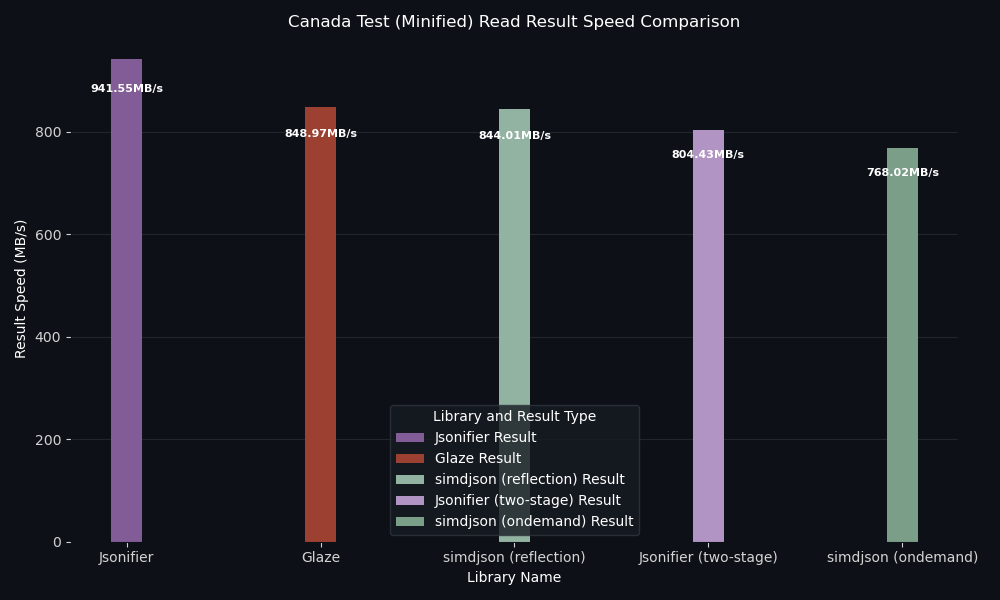 Canada Test (Minified) Read Result Speed Comparison
Result Speed (MB/s)
800
600
400
200
0
941.55MB/s
848.97MB/s
844.01MB/s
804.43MB/s
768.02MB/s
Library and Result Type
Jsonifier Result
Glaze Result
simdjson (reflection) Result
Jsonifier (two-stage) Result
simdjson (ondemand) Result
Jsonifier
Glaze
simdjson (reflection)
Jsonifier (two-stage)
simdjson (ondemand)
Library Name